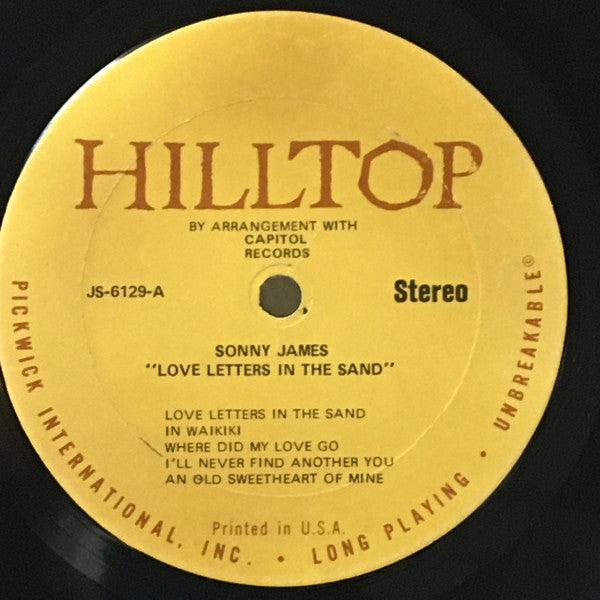 HILLTOP
BY ARRANGEMENT WITH
CAPITOL
RECORDS
JS-6129-A
Stereo
SONNY JAMES
"LOVE LETTERS IN THE SAND"
LOVE LETTERS IN THE SAND
IN WAIKIKI
WHERE DID MY LOVE GO
I'LL NEVER FIND ANOTHER YOU
AN OLD SWEETHEART OF MINE
Printed in U.S.A.
PICKWICK INTERNATIONAL, INC. • LONG PLAYING • UNBREAKABLE©